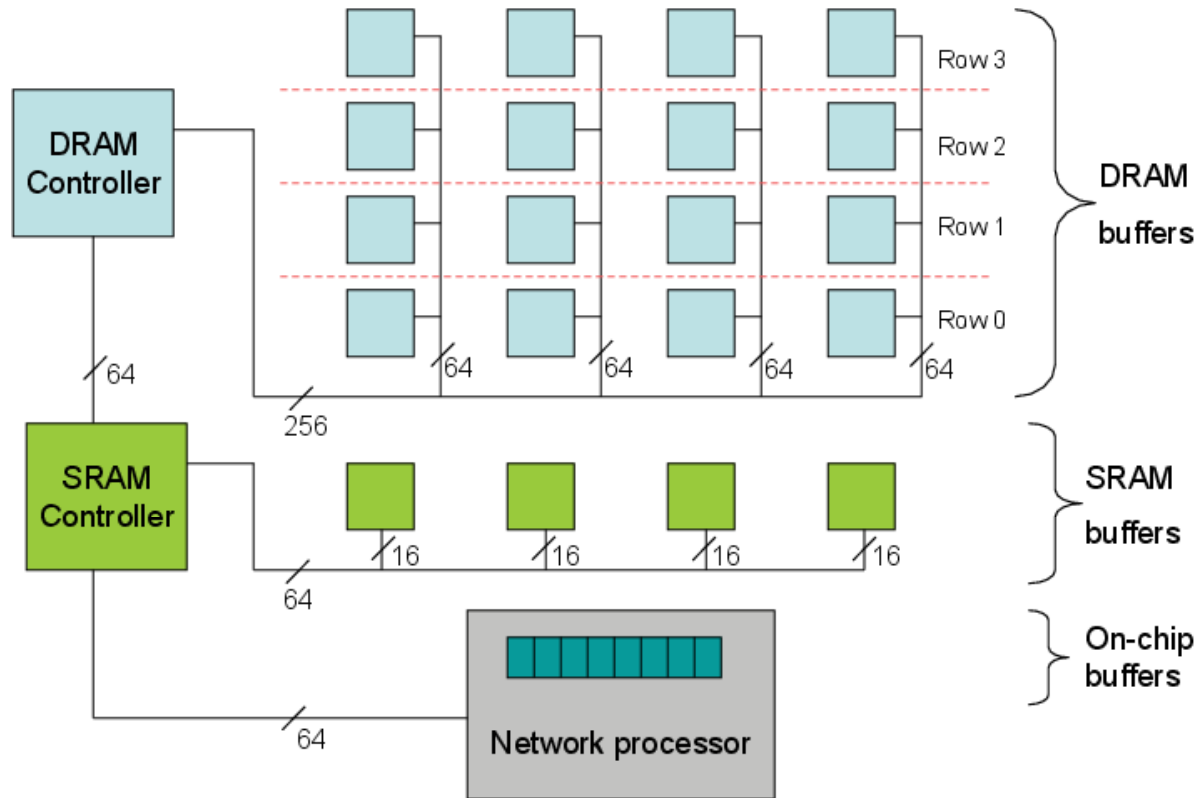 Row 3
DRAM
Controller
Row 2
DRAM
buffers
Row 1
Row 0
64
64
64
64
64
256
SRAM
Controller
SRAM
buffers
16
16
16
16
64
On-chip
buffers
64
Network processor